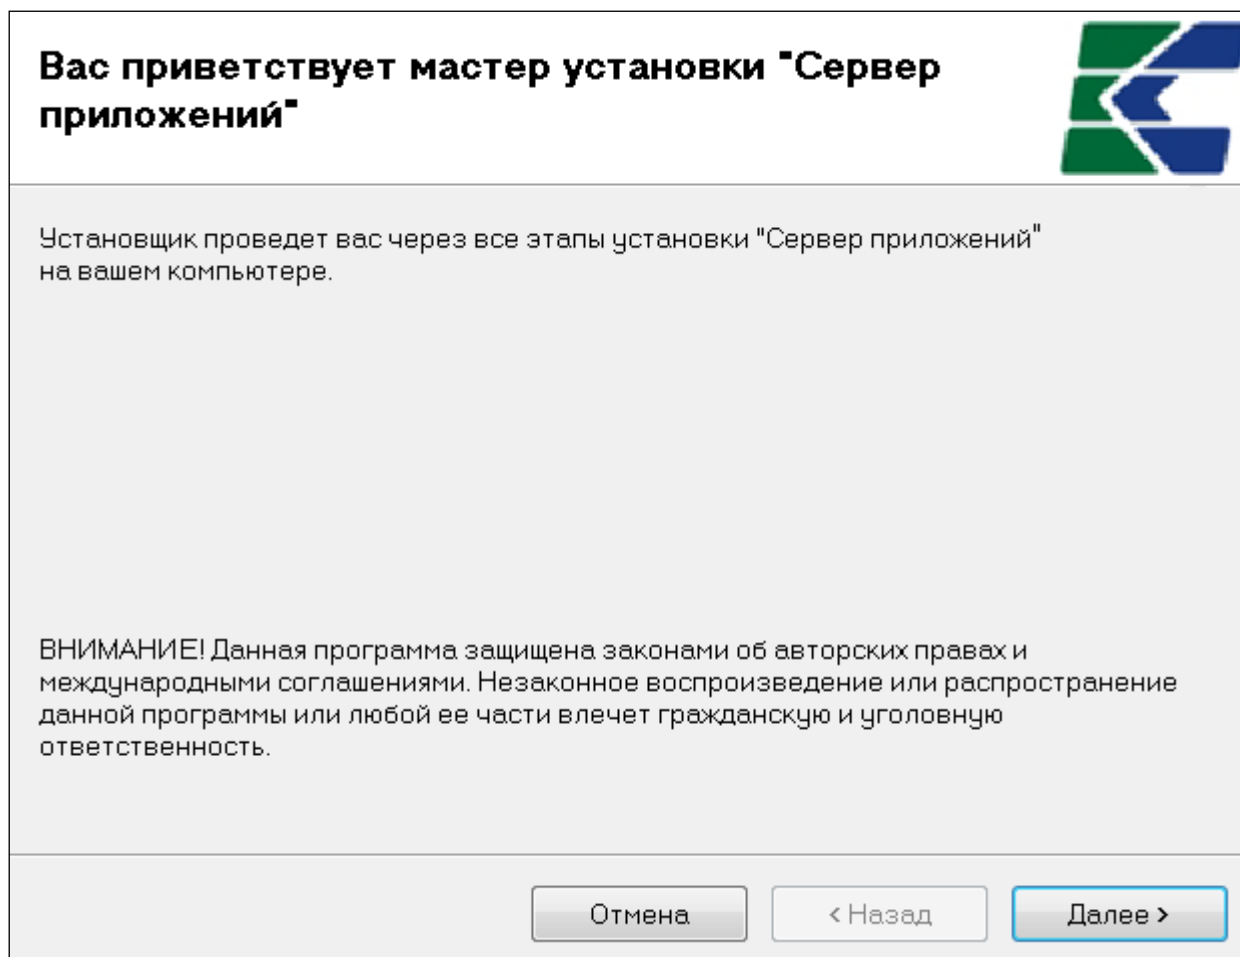 Вас приветствует мастер установки "Сервер
приложений"
Установщик проведет вас через все этапы установки "Сервер приложений"
на вашем компьютере.
ВНИМАНИЕ! Данная программа защищена законами об авторских правах и
международными соглашениями. Незаконное воспроизведение или распространение
данной программы или любой ее части влечет гражданскую и уголовную
ответственность.
Отмена
< Назад
Далее >